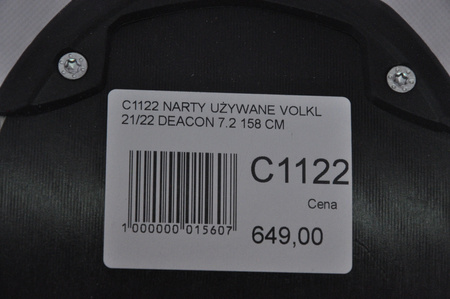 C1122 NARTY UŻYWANE VOLKL
21/22 DEACON 7.2 158 CM
C1122
Cena
649,00
1 000000 015607